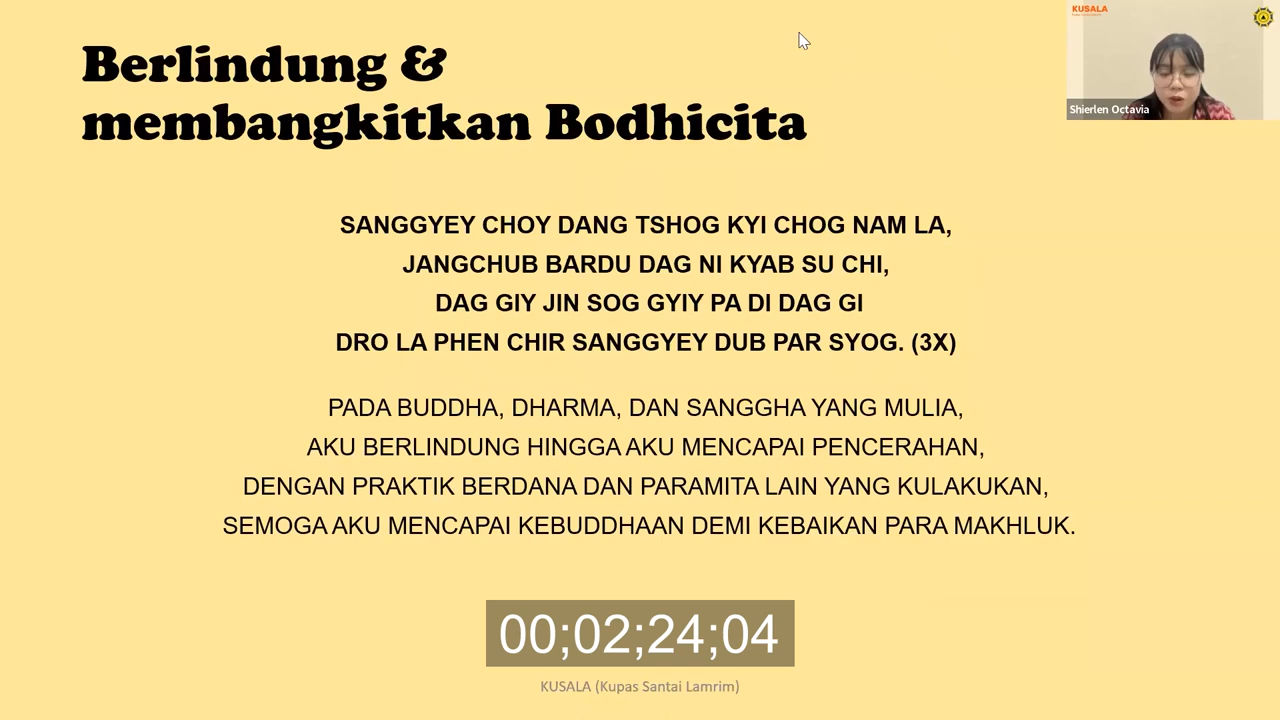 Berlindung &
membangkitkan Bodhicita
KUSALA
Shierlen Octavia
SANGGYEY CHOY DANG TSHOG KYI CHOG NAM LA,
JANGCHUB BARDU DAG NI KYAB SU CHI,
DAG GIY JIN SOG GYIY PA DI DAG GI
DRO LA PHEN CHIR SANGGYEY DUB PAR SYOG. (3X)
PADA BUDDHA, DHARMA, DAN SANGGHA YANG MULIA,
AKU BERLINDUNG HINGGA AKU MENCAPAI PENCERAHAN,
DENGAN PRAKTIK BERDANA DAN PARAMITA LAIN YANG KULAKUKAN,
SEMOGA AKU MENCAPAI KEBUDDHAAN DEMI KEBAIKAN PARA MAKHLUK.
00;02;24;04
KUSALA (Kupas Santai Lamrim)